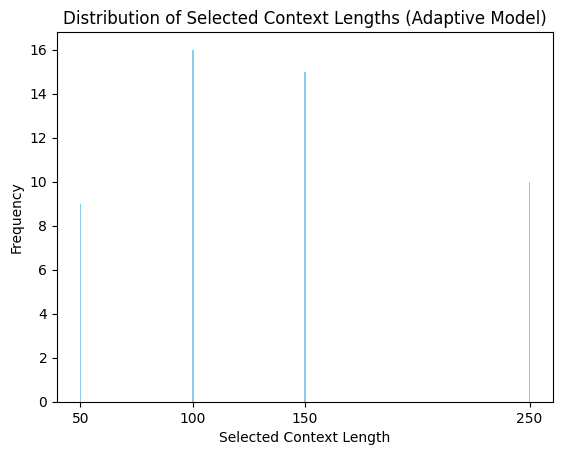 Distribution of Selected Context Lengths (Adaptive Model)
16
14
12
10
8
6
4
2
0
Frequency
50 100 150 250
Selected Context Length